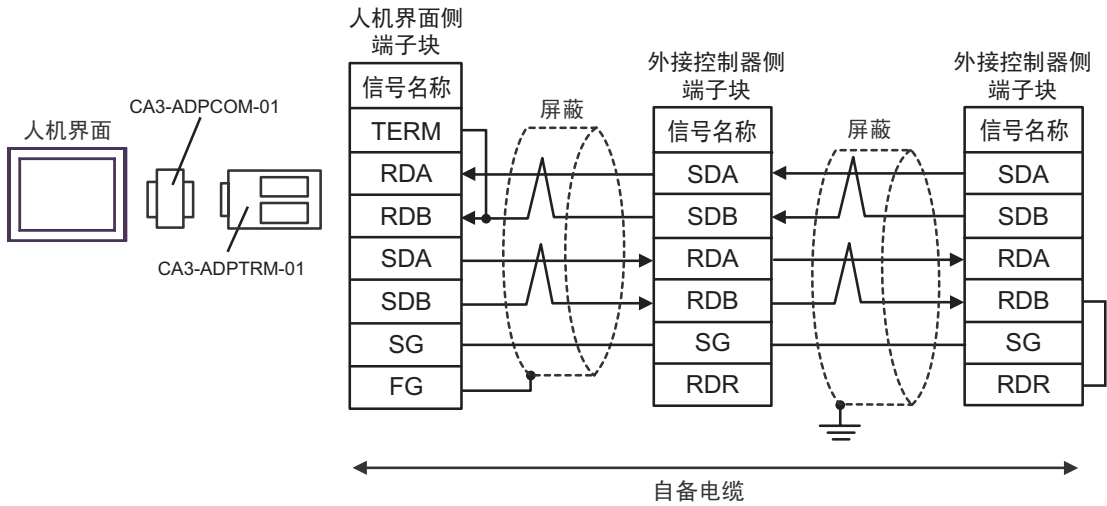 人机界面
CA3-ADPCOM-01
CA3-ADPTRM-01
人机界面侧
端子块
信号名称
TERM
RDA
RDB
SDA
SDB
SG
FG
屏蔽
外接控制器侧
端子块
信号名称
SDA
SDB
RDA
RDB
SG
RDR
屏蔽
外接控制器侧
端子块
信号名称
SDA
SDB
RDA
RDB
SG
RDR
自备电缆